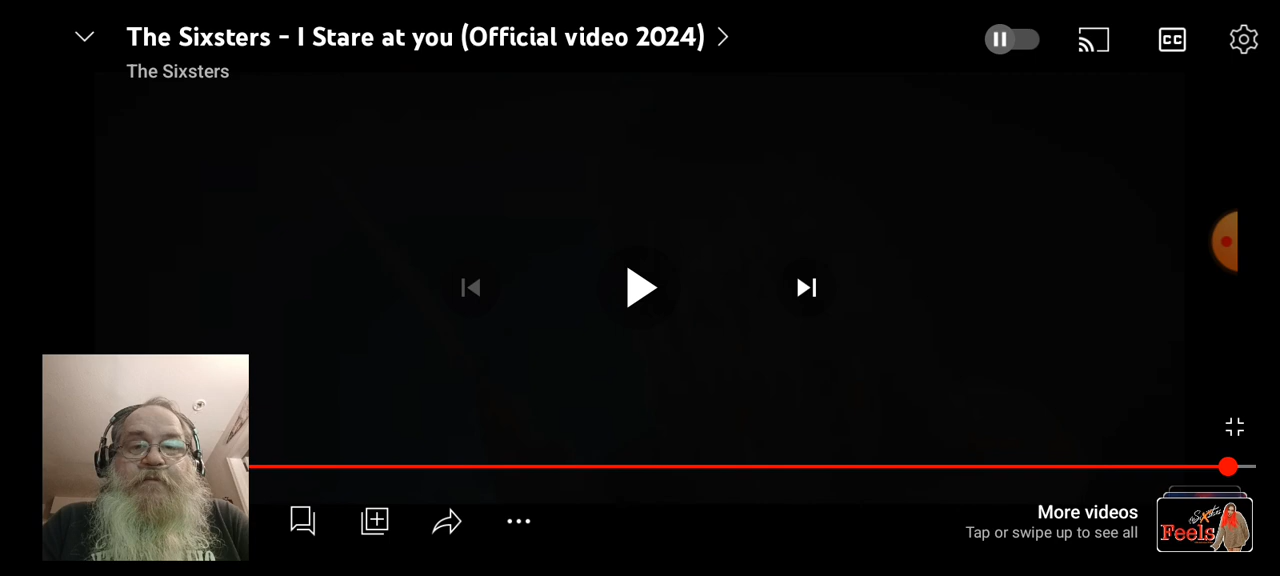 The Sixsters - I Stare at you (Official video 2024)
The Sixsters
CC
More videos
Tap or swipe up to see all
Feels